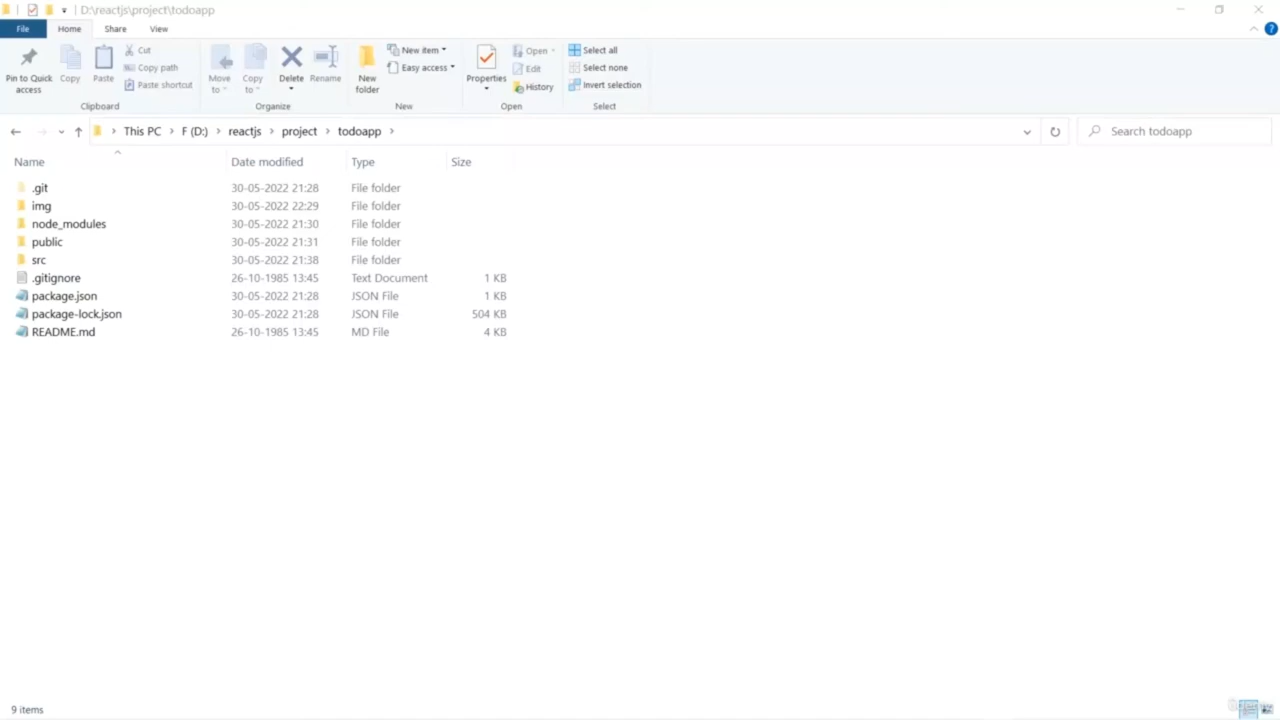 D:\reactjs\project\todoapp
File Home Share View
Pin to Quick access
Copy
Paste
Cut
Copy path
Paste shortcut
Clipboard
Move to
Copy to
Delete
Rename
Organize
New folder
New item
Easy access
New
Properties
Open
Edit
History
Open
Select all
Select none
Invert selection
Select
This PC > F (D:) > reactjs > project > todoapp >
Search todoapp
Name Date modified Type Size
.git 30-05-2022 21:28 File folder
img 30-05-2022 22:29 File folder
node_modules 30-05-2022 21:30 File folder
public 30-05-2022 21:31 File folder
src 30-05-2022 21:38 File folder
.gitignore 26-10-1985 13:45 Text Document 1 KB
package.json 30-05-2022 21:28 JSON File 1 KB
package-lock.json 30-05-2022 21:28 JSON File 504 KB
README.md 26-10-1985 13:45 MD File 4 KB
9 items